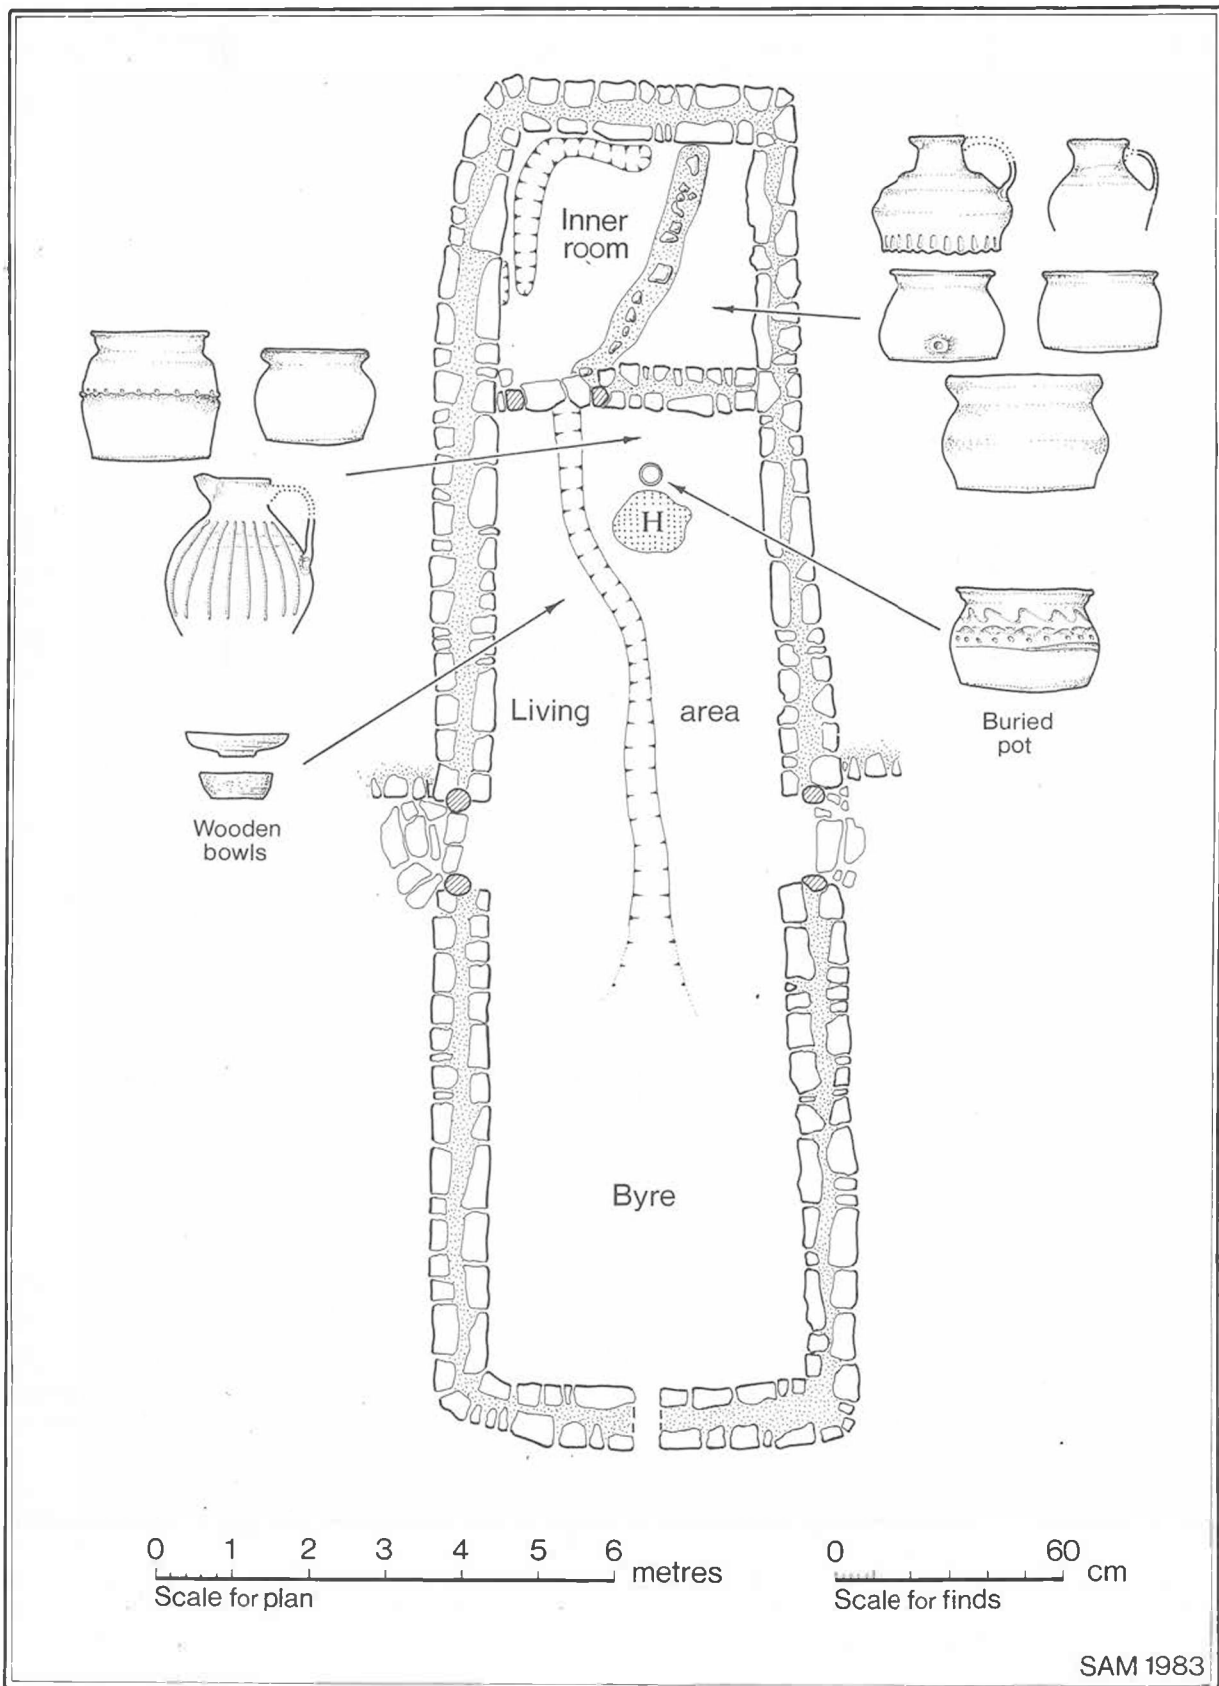 Inner
room
H
Living area
Buried
pot
Wooden
bowls
Byre
0 1 2 3 4 5 6 metres
Scale for plan
0 60 cm
Scale for finds
SAM 1983